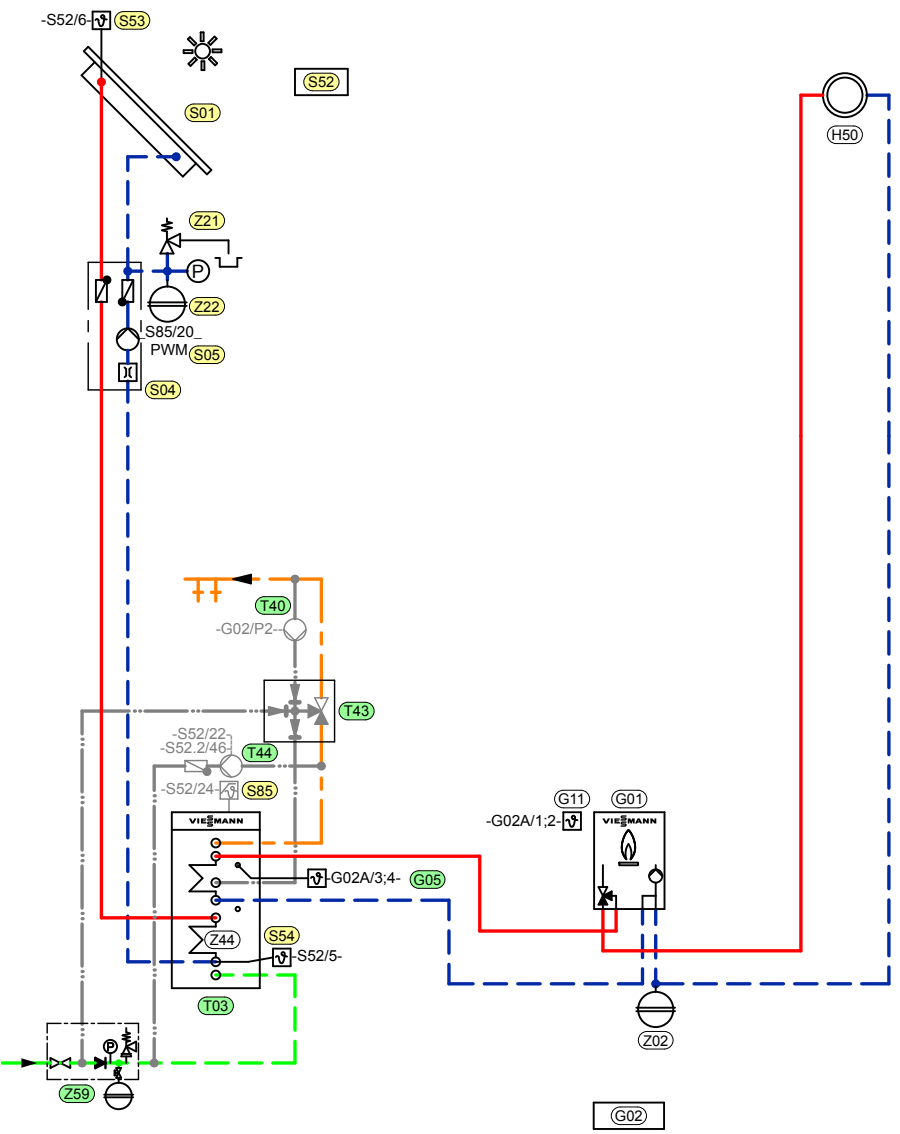 -S52/6-
S53
S52
S01
H50
Z21
P
Z22
S85/20_
PWM
S05
S04
T40
-G02/P2-
T43
-S52/22-
-S52.2/46-
T44
-S52/24-
S85
VIESMANN
G11
G01
-G02A/1;2-
VIESMANN
-G02A/3;4-
G05
Z44
S54
-S52/5-
T03
P
Z02
Z59
G02